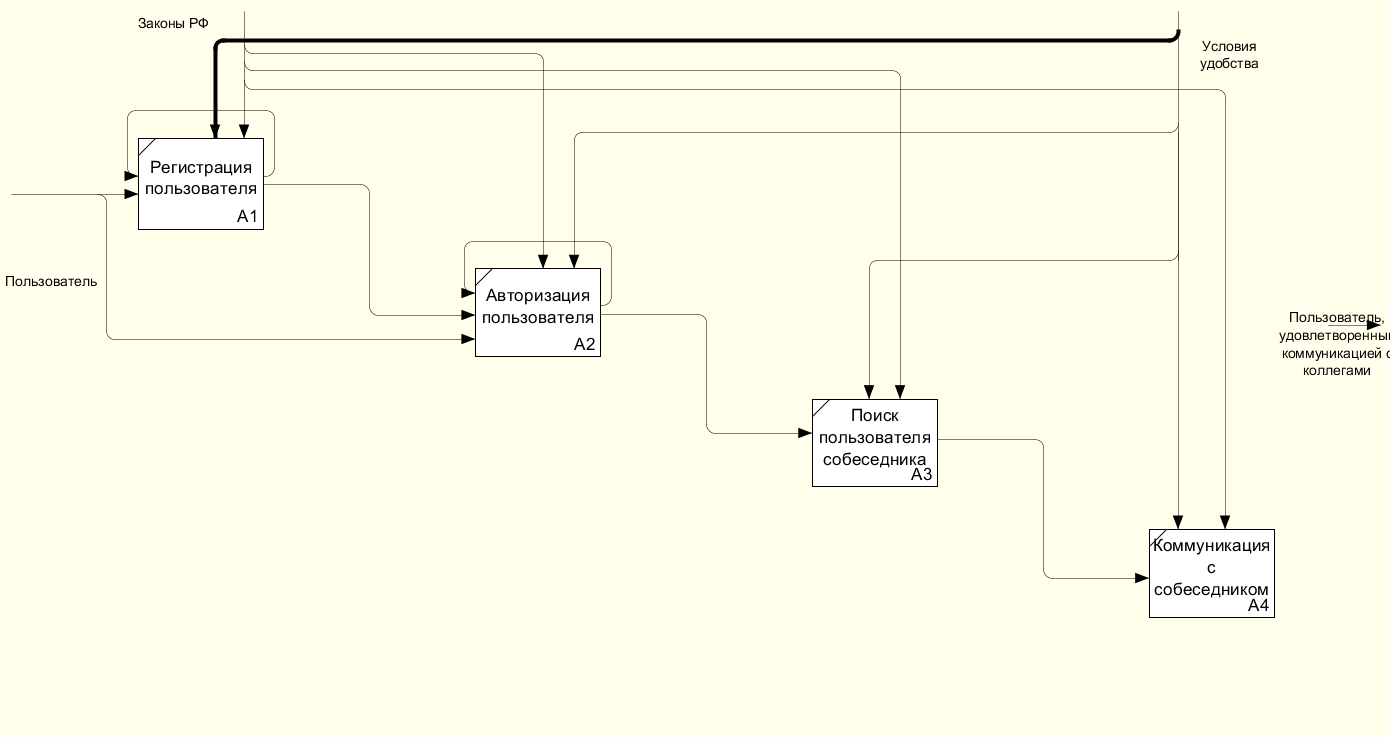 Законы РФ
Условия
удобства
Регистрация
пользователя
A1
Пользователь
Авторизация
пользователя
A2
Пользователь,
удовлетворенны
коммуникацией с
коллегами
Поиск
пользователя
собеседника
A3
Коммуникация
с
собеседником
A4